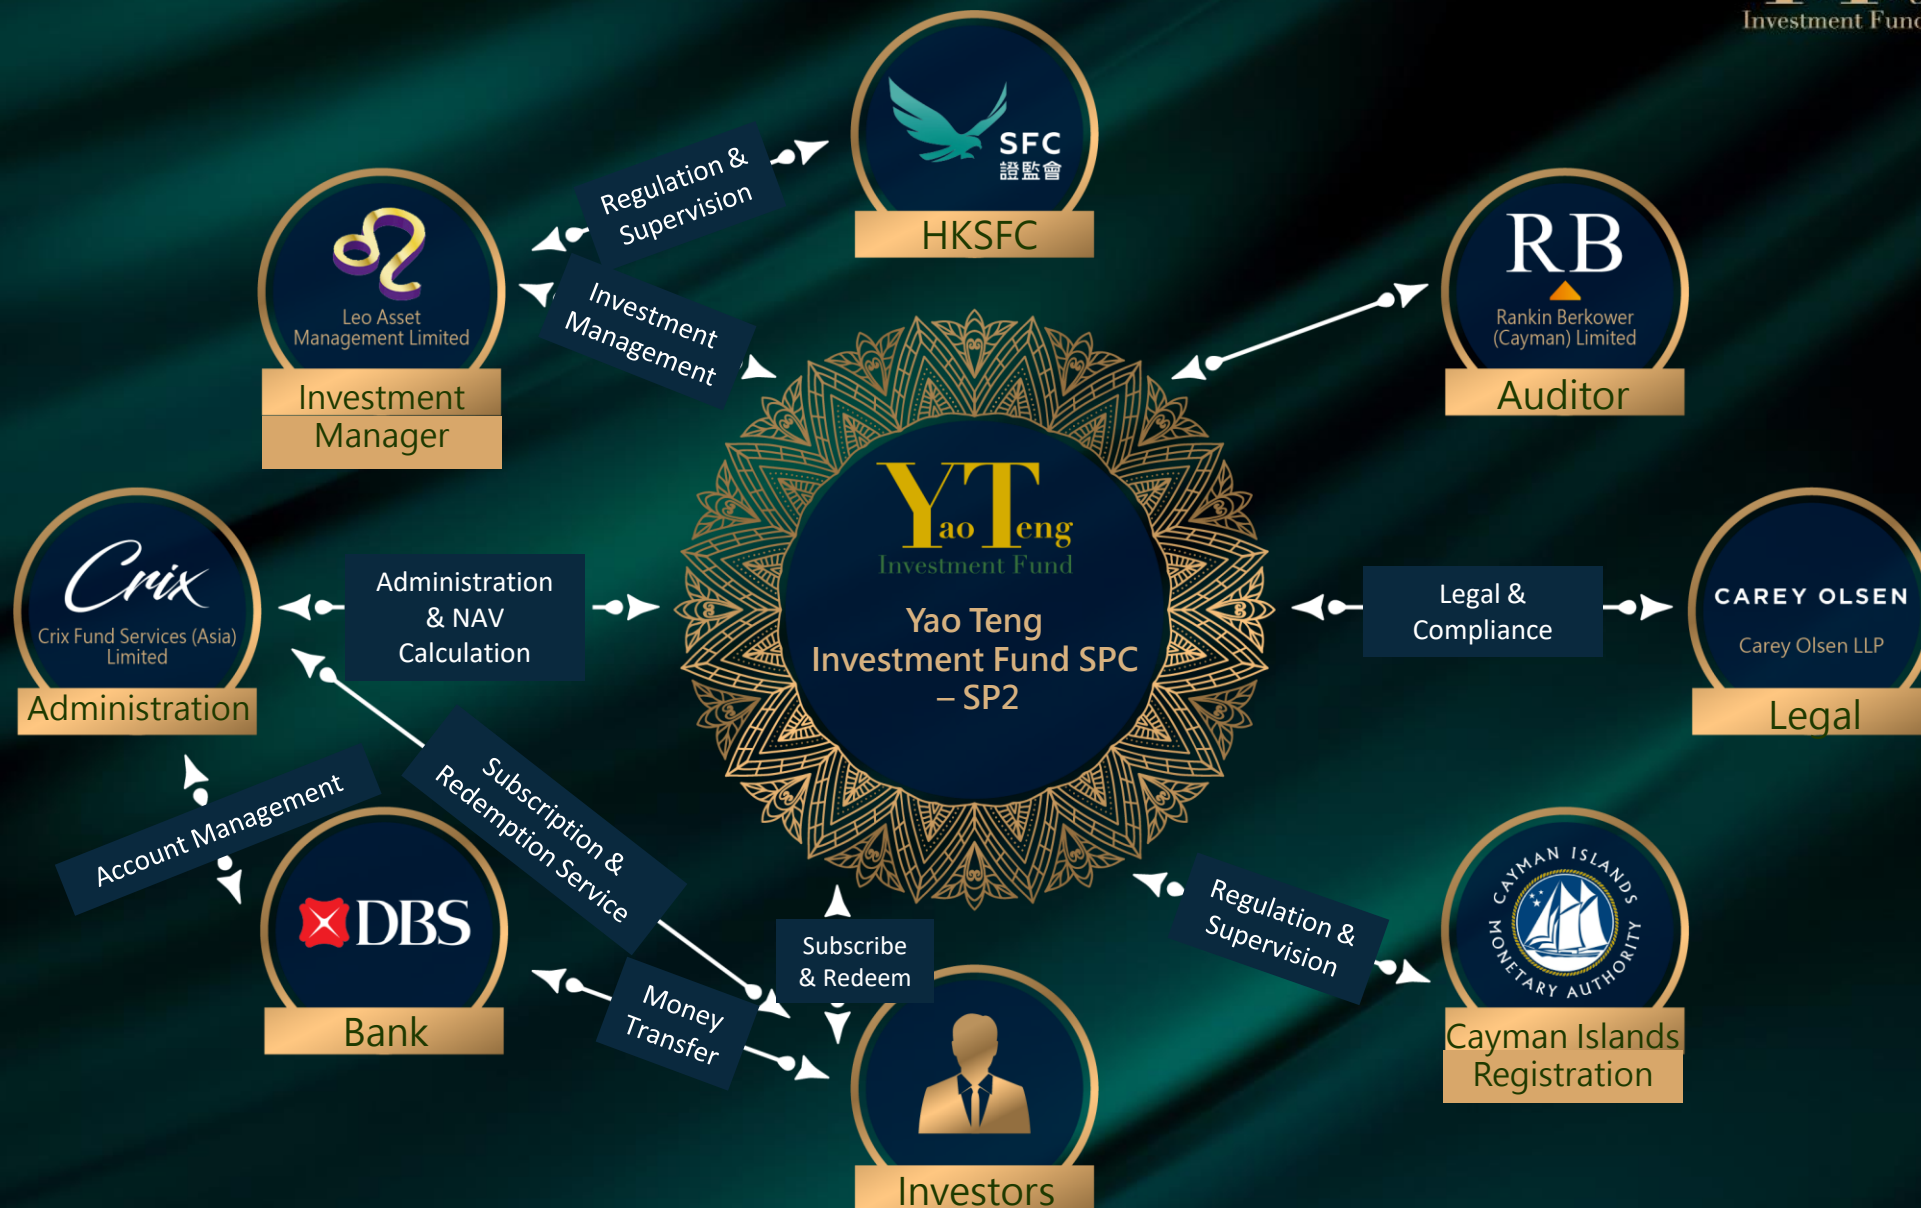 Investment Fund
SFC
證監會
HKSFC
Regulation &
Supervision
Leo Asset
Management Limited
Investment
Manager
Investment
Management
RB
Rankin Berkower
(Cayman) Limited
Auditor
Yao Teng
Investment Fund
Yao Teng
Investment Fund SPC
– SP2
Crix
Crix Fund Services (Asia)
Limited
Administration
Administration
& NAV
Calculation
Legal &
Compliance
CAREY OLSEN
Carey Olsen LLP
Legal
Account Management
Subscription &
Redemption Service
DBS
Bank
Money
Transfer
Subscribe
& Redeem
Investors
Regulation &
Supervision
CAYMAN ISLANDS
MONETARY AUTHORITY
Cayman Islands
Registration